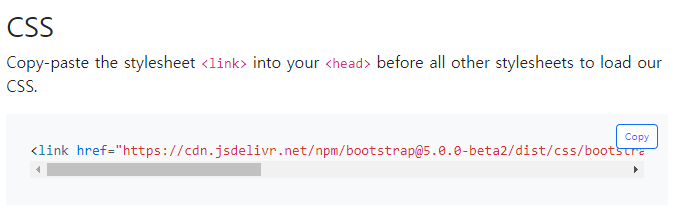 CSS
Copy-paste the stylesheet <link> into your <head> before all other stylesheets to load our
CSS.
Copy
<link href="https://cdn.jsdelivr.net/npm/bootstrap@5.0.0-beta2/dist/css/bootstra